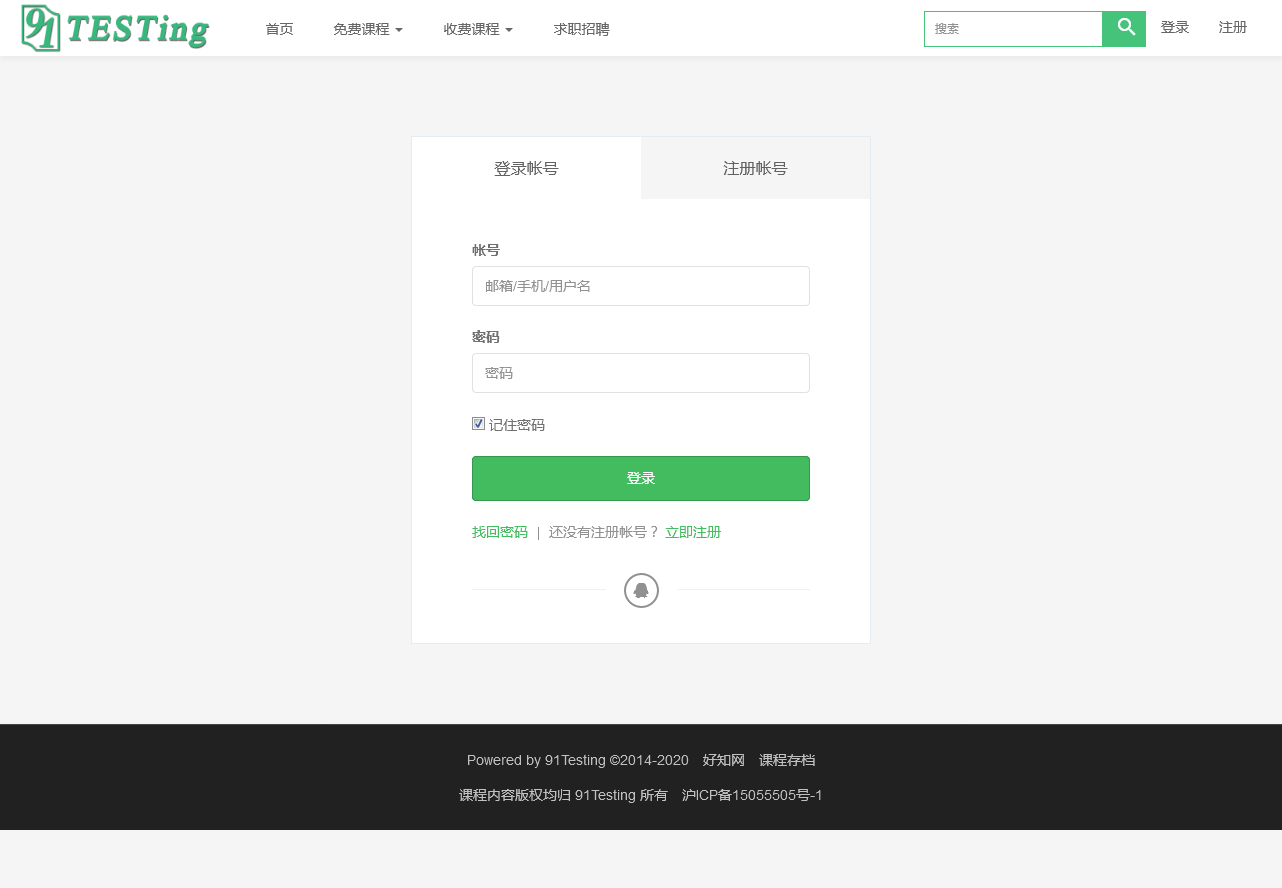 91 TESTing 首页 免费课程 收费课程 求职招聘 搜索 登录 注册
登录帐号 注册帐号
帐号
邮箱/手机/用户名
密码
密码
记住密码
登录
找回密码 | 还没有注册帐号？ 立即注册
Powered by 91Testing ©2014-2020 好知网 课程存档
课程内容版权均归 91Testing 所有 沪ICP备15055505号-1